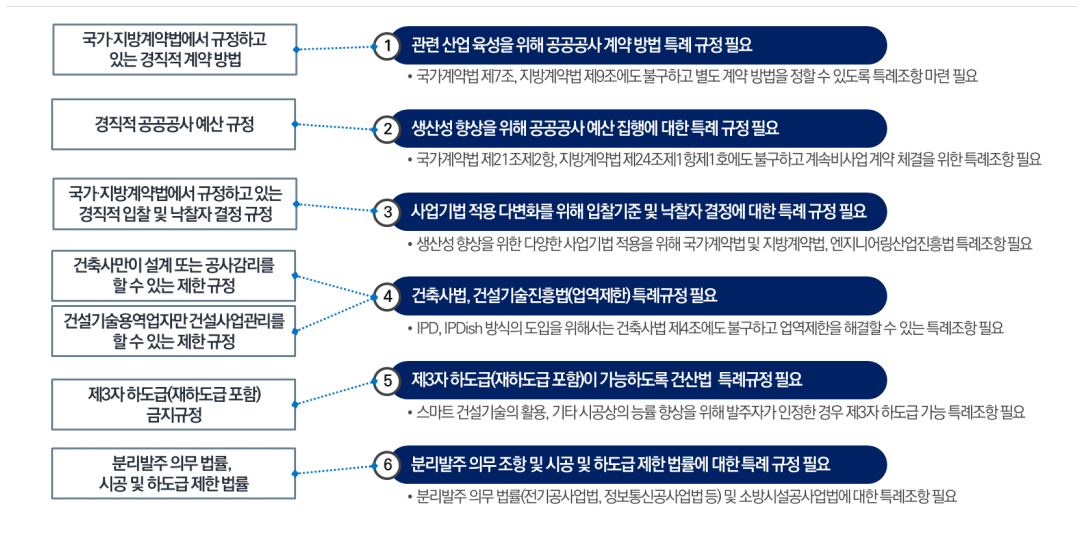 국가·지방계약법에서 규정하고
있는 경직적 계약 방법
1 관련 산업 육성을 위해 공공공사 계약 방법 특례 규정 필요
• 국가계약법 제7조, 지방계약법 제9조에도 불구하고 별도 계약 방법을 정할 수 있도록 특례조항 마련 필요
경직적 공공공사 예산 규정
2 생산성 향상을 위해 공공공사 예산 집행에 대한 특례 규정 필요
• 국가계약법 제21조제2항, 지방계약법 제24조제1항제1호에도 불구하고 계속비사업 계약 체결을 위한 특례조항 필요
국가·지방계약법에서 규정하고 있는
경직적 입찰 및 낙찰자 결정 규정
3 사업기법 적용 다변화를 위해 입찰기준 및 낙찰자 결정에 대한 특례 규정 필요
• 생산성 향상을 위한 다양한 사업기법 적용을 위해 국가계약법 및 지방계약법, 엔지니어링산업진흥법 특례조항 필요
건축사만이 설계 또는 공사감리를
할 수 있는 제한 규정
건설기술용역업자만 건설사업관리를
할 수 있는 제한 규정
4 건축사법, 건설기술진흥법(업역제한) 특례규정 필요
• IPD, IPDish 방식의 도입을 위해서는 건축사법 제4조에도 불구하고 업역제한을 해결할 수 있는 특례조항 필요
제3자 하도급(재하도급 포함)
금지규정
5 제3자 하도급(재하도급 포함)이 가능하도록 건산법 특례규정 필요
• 스마트 건설기술의 활용, 기타 시공상의 능률 향상을 위해 발주자가 인정한 경우 제3자 하도급 가능 특례조항 필요
분리발주 의무 법률,
시공 및 하도급 제한 법률
6 분리발주 의무 조항 및 시공 및 하도급 제한 법률에 대한 특례 규정 필요
• 분리발주 의무 법률(전기공사업법, 정보통신공사업법 등) 및 소방시설공사업법에 대한 특례조항 필요